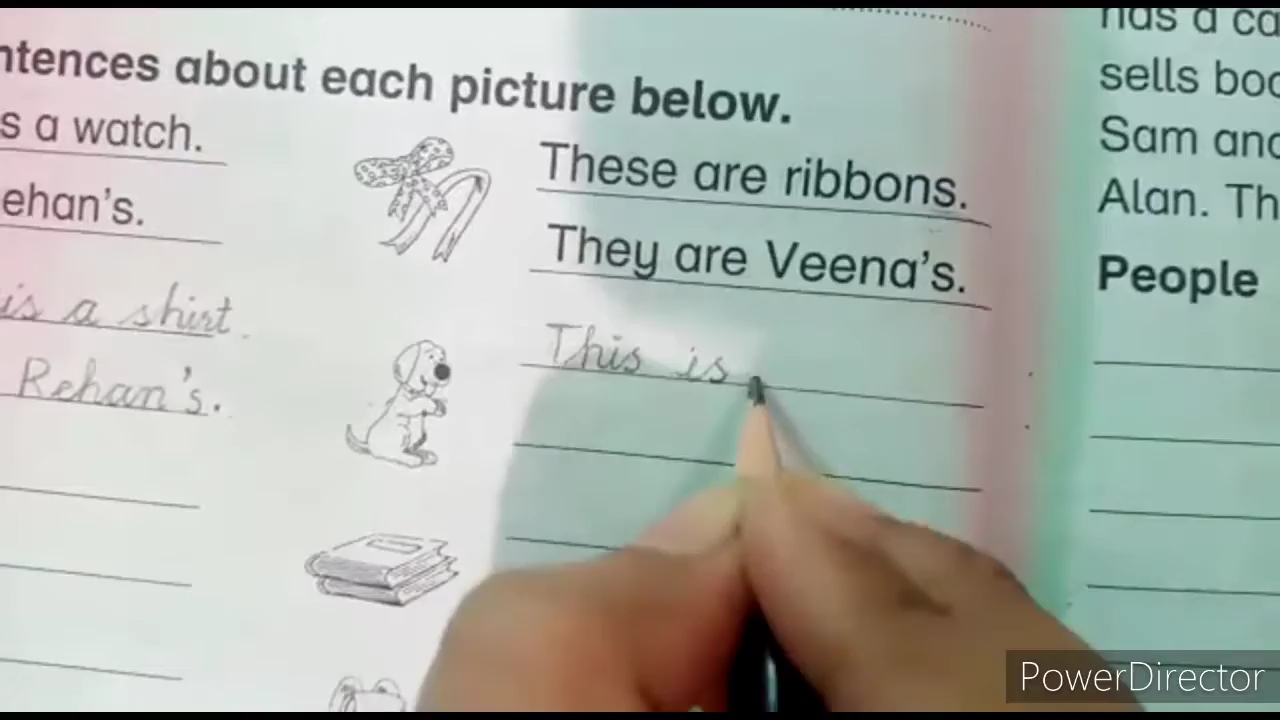 ntences about each picture below.
s a watch.
ehan's.
is a shirt.
Rehan's.
These are ribbons.
They are Veena's.
This is
has a ca
sells boo
Sam and
Alan. Th
People
PowerDirector